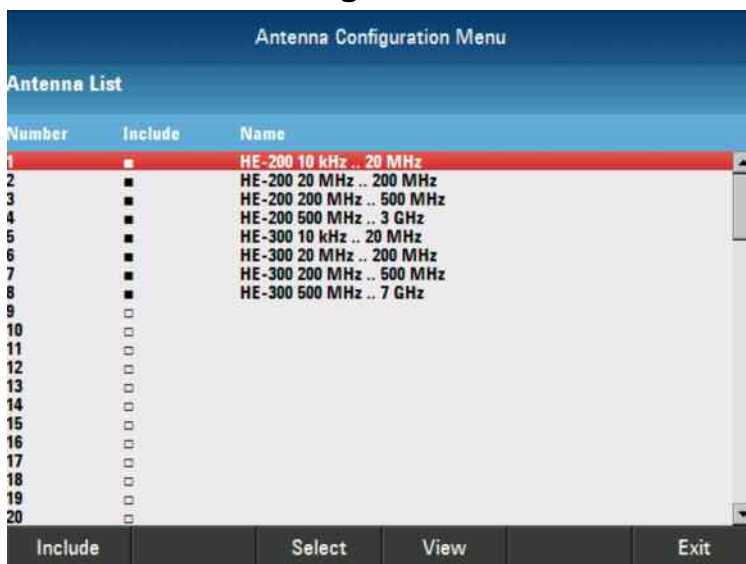 Antenna Configuration Menu
Antenna List
Number Include Name
1 HE-200 10 kHz .. 20 MHz
2 HE-200 20 MHz .. 200 MHz
3 HE-200 200 MHz .. 500 MHz
4 HE-200 500 MHz .. 3 GHz
5 HE-300 10 kHz .. 20 MHz
6 HE-300 20 MHz .. 200 MHz
7 HE-300 200 MHz .. 500 MHz
8 HE-300 500 MHz .. 7 GHz
9
10
11
12
13
14
15
16
17
18
19
20
Include Select View Exit